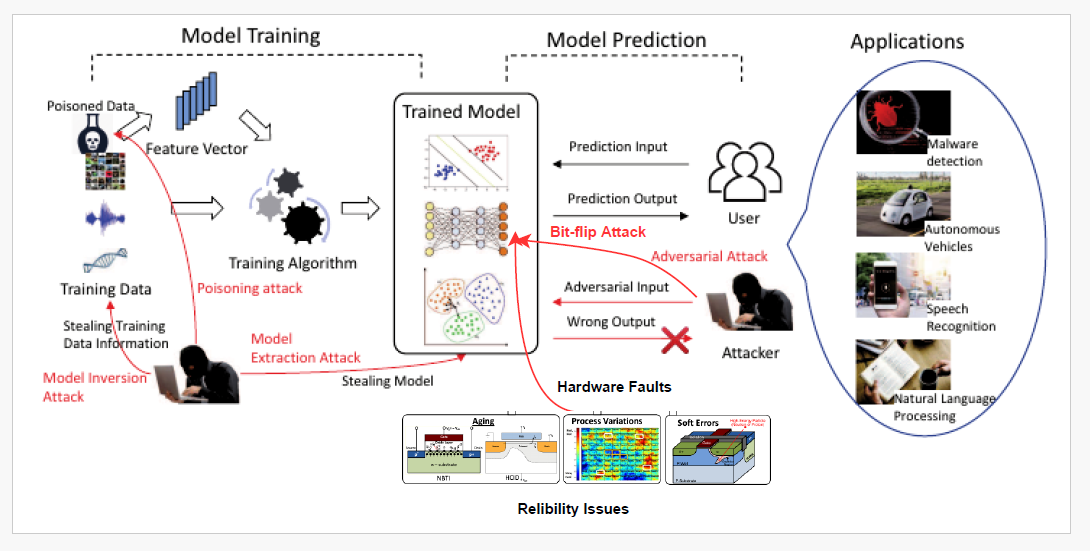 Model Training
Model Prediction
Applications
Poisoned Data
Feature Vector
Training Algorithm
Training Data
Stealing Training
Data Information
Model Inversion
Attack
Poisoning attack
Model
Extraction Attack
Stealing Model
Trained Model
Prediction Input
Prediction Output
User
Bit-flip Attack
Adversarial Attack
Adversarial Input
Wrong Output
Attacker
Malware
detection
Autonomous
Vehicles
Speech
Recognition
Natural Language
Processing
Hardware Faults
Aging
NBTI
HCID
Process Variations
Soft Errors
Relibility Issues